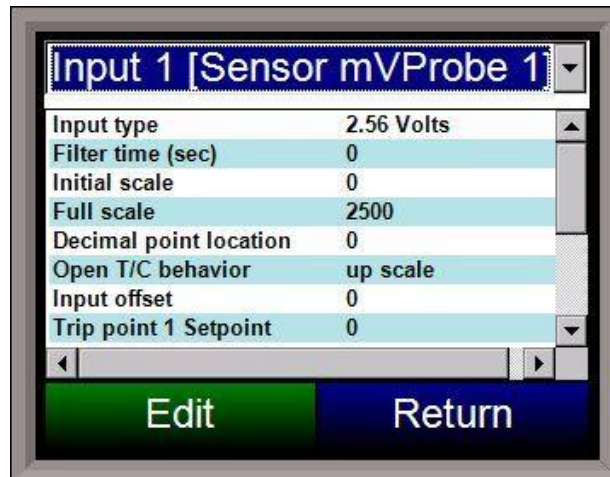 Input 1 [Sensor mVProbe 1]
Input type 2.56 Volts
Filter time (sec) 0
Initial scale 0
Full scale 2500
Decimal point location 0
Open T/C behavior up scale
Input offset 0
Trip point 1 Setpoint 0
Edit Return